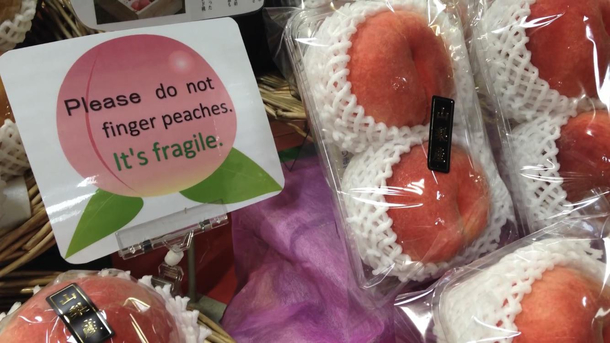 Please do not
finger peaches.
It's fragile.